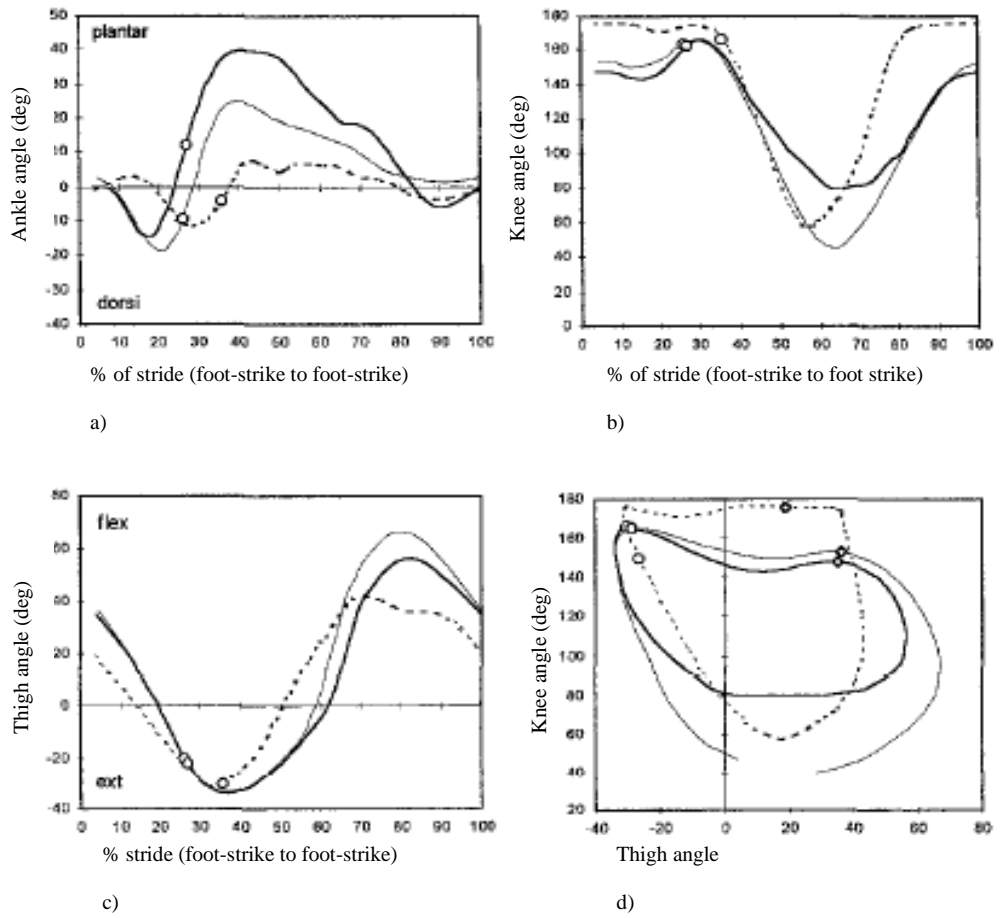 Ankle angle (deg)
50
40
30
20
10
0
-10
-20
-30
-40
plantar
dorsi
10 20 30 40 50 60 70 80 90 100
% of stride (foot-strike to foot-strike)
a)
Knee angle (deg)
180
160
140
120
100
80
60
40
20
0
0 10 20 30 40 50 60 70 80 90 100
% of stride (foot-strike to foot strike)
b)
Thigh angle (deg)
80
60
40
20
0
-20
-40
flex
ext
0 10 20 30 40 50 60 70 80 90 100
% stride (foot-strike to foot-strike)
c)
Knee angle (deg)
180
160
140
120
100
80
60
40
20
-40 -20 0 20 40 60 80
Thigh angle
d)